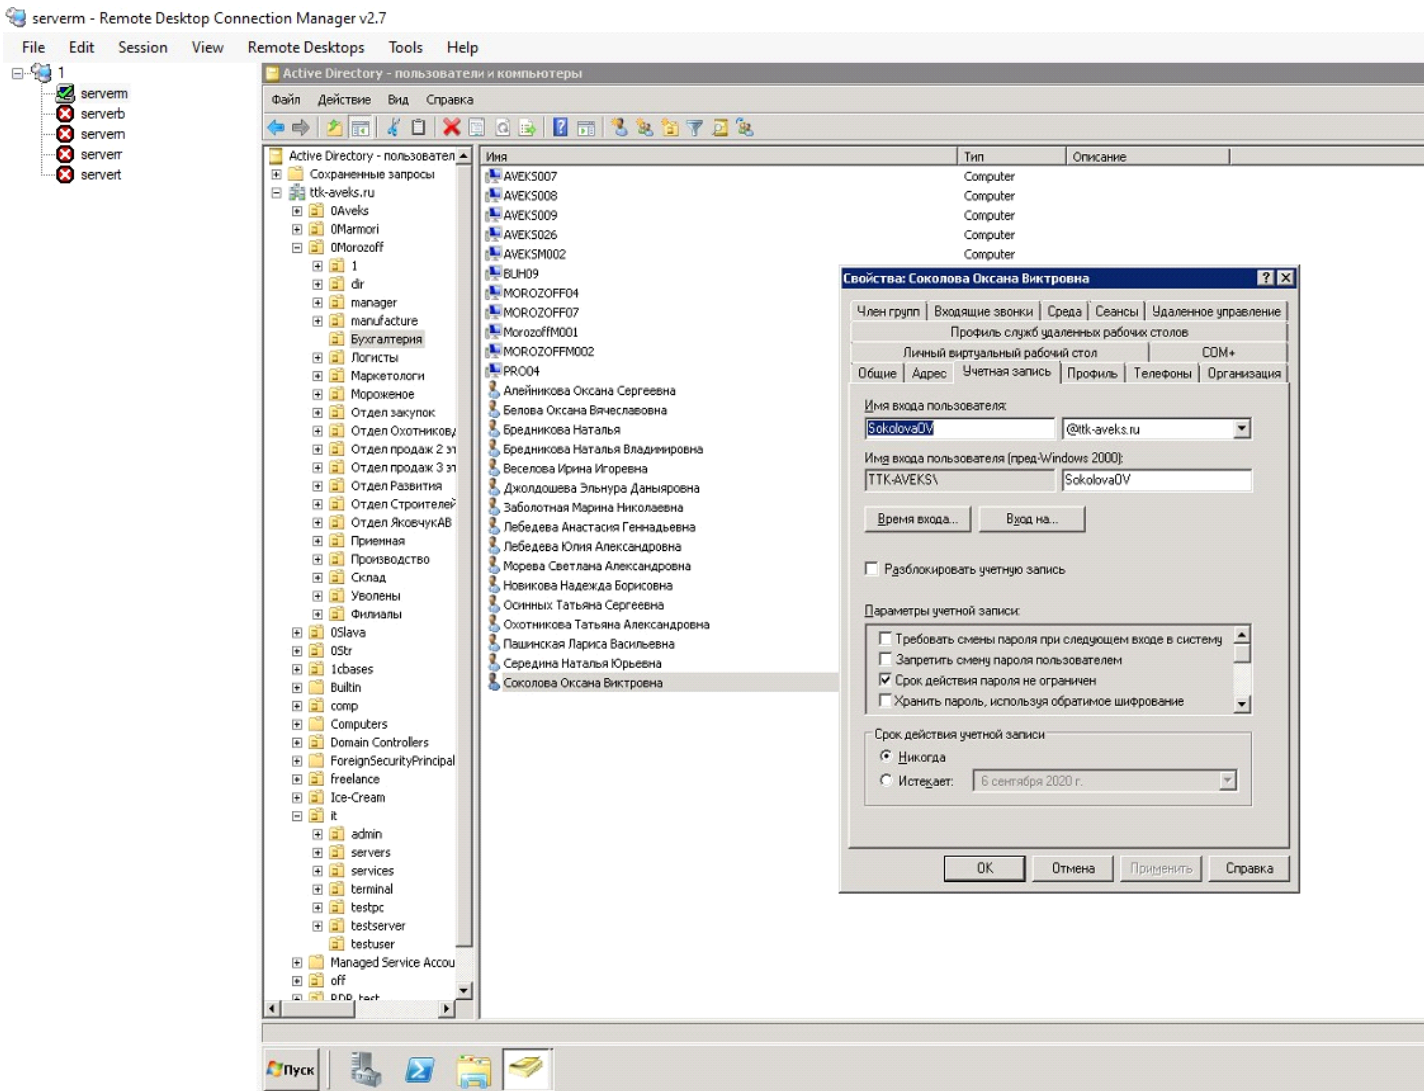 serverm - Remote Desktop Connection Manager v2.7
File Edit Session View Remote Desktops Tools Help
1
serverm
serverb
servern
serverr
servert
Active Directory - пользователи и компьютеры
Файл Действие Вид Справка
Active Directory - пользовател
Сохраненные запросы
ttk-aveks.ru
0Aveks
0Marmori
0Morozoff
1
dir
manager
manufacture
Бухгалтерия
Логисты
Маркетологи
Мороженое
Отдел закупок
Отдел Охотников
Отдел продаж 2 эт
Отдел продаж 3 эт
Отдел Развития
Отдел Строителей
Отдел ЯковчукАВ
Приемная
Производство
Склад
Уволены
Филиалы
0Slava
0Str
1cbases
Builtin
comp
Computers
Domain Controllers
ForeignSecurityPrincipal
freelance
Ice-Cream
it
admin
servers
services
terminal
testpc
testserver
testuser
Managed Service Accou
off
RDP_test
Имя Тип Описание
AVEKS007 Computer
AVEKS008 Computer
AVEKS009 Computer
AVEKS026 Computer
AVEKSM002 Computer
BUH09
MOROZOFF04
MOROZOFF07
MorozoffM001
MOROZOFFM002
PRO04
Алейникова Оксана Сергеевна
Белова Оксана Вячеславовна
Бредникова Наталья
Бредникова Наталья Владимировна
Веселова Ирина Игоревна
Джолдошева Эльнура Даныяровна
Заболотная Марина Николаевна
Лебедева Анастасия Геннадьевна
Лебедева Юлия Александровна
Морева Светлана Александровна
Новикова Надежда Борисовна
Осинных Татьяна Сергеевна
Охотникова Татьяна Александровна
Пашинская Лариса Васильевна
Середина Наталья Юрьевна
Соколова Оксана Виктровна
Свойства: Соколова Оксана Виктровна
Член групп Входящие звонки Среда Сеансы Удаленное управление
Профиль служб удаленных рабочих столов
Личный виртуальный рабочий стол COM+
Общие Адрес Учетная запись Профиль Телефоны Организация
Имя входа пользователя:
SokolovaOV @ttk-aveks.ru
Имя входа пользователя (пред-Windows 2000):
TTK-AVEKS\ SokolovaOV
Время входа... Вход на...
Разблокировать учетную запись
Параметры учетной записи:
Требовать смены пароля при следующем входе в систему
Запретить смену пароля пользователем
Срок действия пароля не ограничен
Хранить пароль, используя обратимое шифрование
Срок действия учетной записи
Никогда
Истекает: 6 сентября 2020 г.
OK Отмена Применить Справка
Пуск